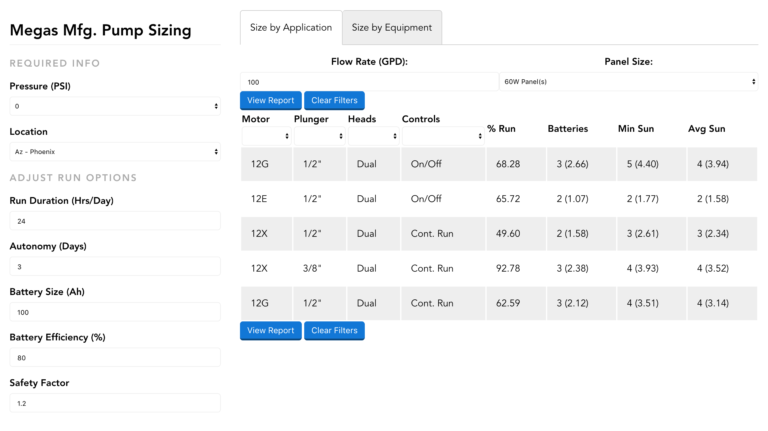 Megas Mfg. Pump Sizing
REQUIRED INFO
Pressure (PSI)
0
Location
Az - Phoenix
ADJUST RUN OPTIONS
Run Duration (Hrs/Day)
24
Autonomy (Days)
3
Battery Size (Ah)
100
Battery Efficiency (%)
80
Safety Factor
1.2
Size by Application Size by Equipment
Flow Rate (GPD): Panel Size:
100 60W Panel(s)
View Report Clear Filters
Motor Plunger Heads Controls % Run Batteries Min Sun Avg Sun
12G 1/2" Dual On/Off 68.28 3 (2.66) 5 (4.40) 4 (3.94)
12E 1/2" Dual On/Off 65.72 2 (1.07) 2 (1.77) 2 (1.58)
12X 1/2" Dual Cont. Run 49.60 2 (1.58) 3 (2.61) 3 (2.34)
12X 3/8" Dual Cont. Run 92.78 3 (2.38) 4 (3.93) 4 (3.52)
12G 1/2" Dual Cont. Run 62.59 3 (2.12) 4 (3.51) 4 (3.14)
View Report Clear Filters